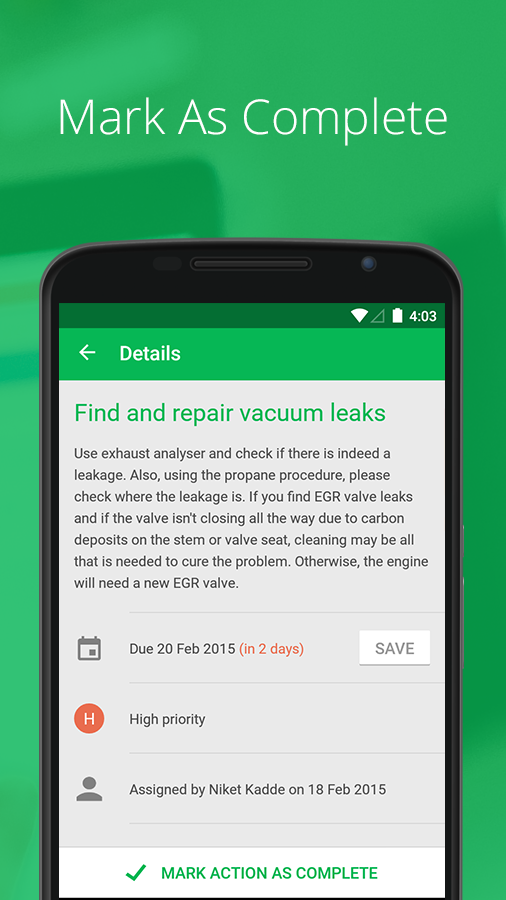 Mark As Complete
4:03
Details
Find and repair vacuum leaks
Use exhaust analyser and check if there is indeed a
leakage. Also, using the propane procedure, please
check where the leakage is. If you find EGR valve leaks
and if the valve isn't closing all the way due to carbon
deposits on the stem or valve seat, cleaning may be all
that is needed to cure the problem. Otherwise, the engine
will need a new EGR valve.
Due 20 Feb 2015 (in 2 days)
SAVE
H
High priority
Assigned by Niket Kadde on 18 Feb 2015
MARK ACTION AS COMPLETE